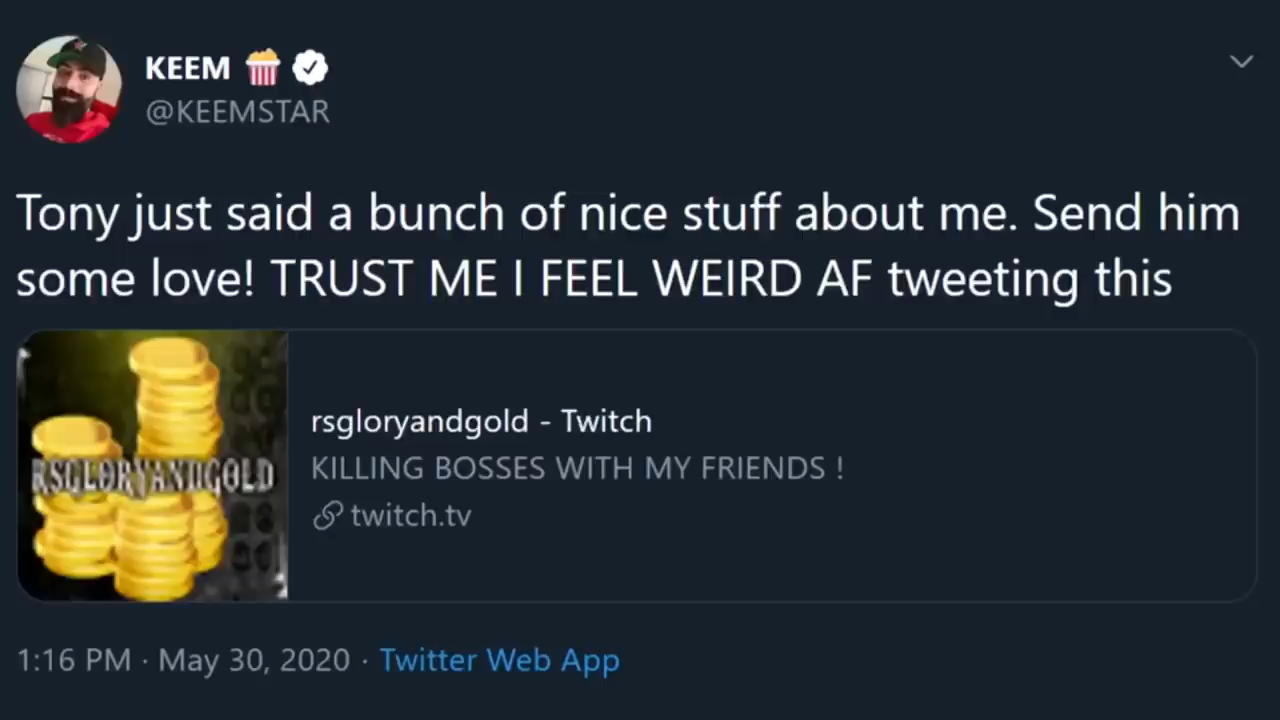 KEEM 🍿
@KEEMSTAR
Tony just said a bunch of nice stuff about me. Send him
some love! TRUST ME I FEEL WEIRD AF tweeting this
RSGLORYANDGOLD
rsgloryandgold - Twitch
KILLING BOSSES WITH MY FRIENDS !
twitch.tv
1:16 PM · May 30, 2020 · Twitter Web App